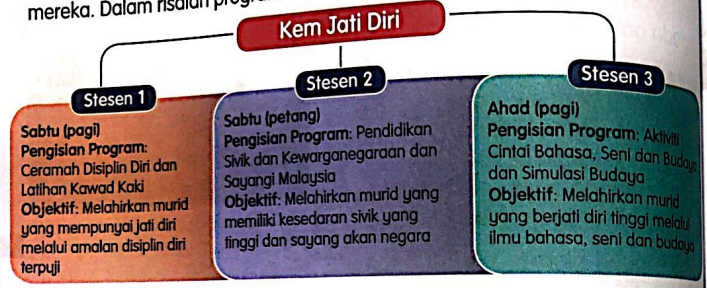 mereka. Dalam risalah
Kem Jati Diri
Stesen 1
Sabtu (pagi)
Pengisian Program:
Ceramah Disiplin Diri dan
Latihan Kawad Kaki
Objektif: Melahirkan murid
yang mempunyai jati diri
melalui amalan disiplin diri
terpuji
Stesen 2
Sabtu (petang)
Pengisian Program: Pendidikan
Sivik dan Kewarganegaraan dan
Sayangi Malaysia
Objektif: Melahirkan murid yang
memiliki kesedaran sivik yang
tinggi dan sayang akan negara
Stesen 3
Ahad (pagi)
Pengisian Program: Aktiviti
Cintai Bahasa, Seni dan Budaya
dan Simulasi Budaya
Objektif: Melahirkan murid
yang berjati diri tinggi melalui
ilmu bahasa, seni dan budaya